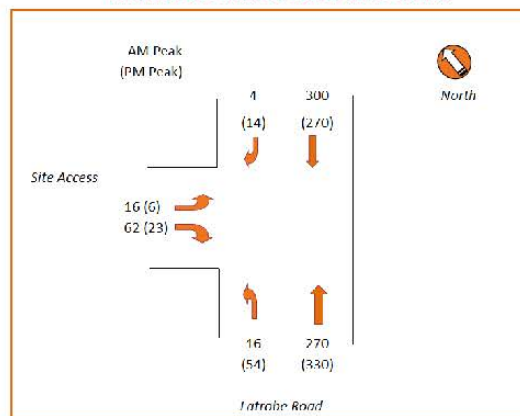 AM Peak
(PM Peak)
4 300
(14) (270)
North
Site Access
16 (6)
62 (23)
16 270
(54) (330)
Latrobe Road